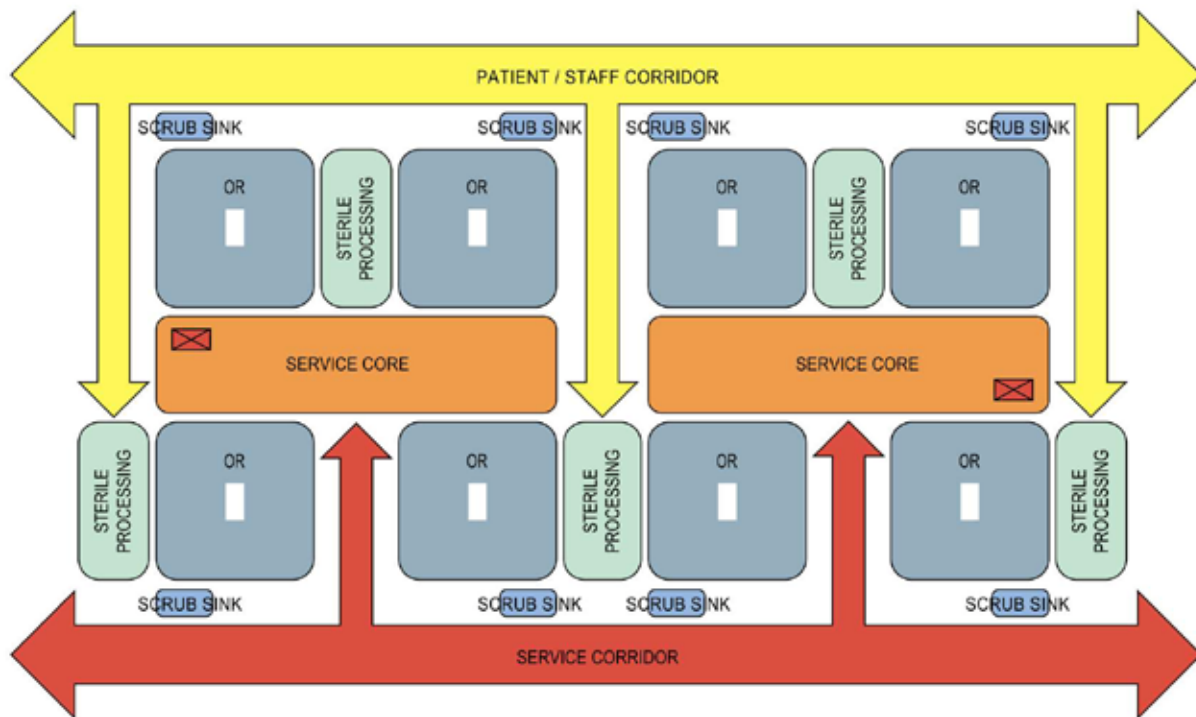 PATIENT / STAFF CORRIDOR
SCRUB SINK
SCRUB SINK
SCRUB SINK
SCRUB SINK
OR
STERILE
PROCESSING
OR
OR
STERILE
PROCESSING
OR
SERVICE CORE
SERVICE CORE
STERILE
PROCESSING
OR
OR
STERILE
PROCESSING
OR
OR
STERILE
PROCESSING
SCRUB SINK
SCRUB SINK
SCRUB SINK
SCRUB SINK
SERVICE CORRIDOR